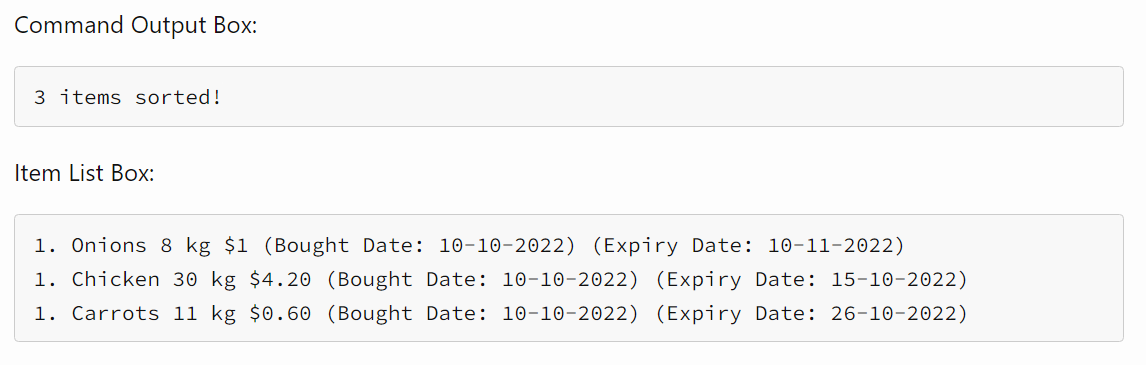 Command Output Box:
3 items sorted!
Item List Box:
1. Onions 8 kg $1 (Bought Date: 10-10-2022) (Expiry Date: 10-11-2022)
1. Chicken 30 kg $4.20 (Bought Date: 10-10-2022) (Expiry Date: 15-10-2022)
1. Carrots 11 kg $0.60 (Bought Date: 10-10-2022) (Expiry Date: 26-10-2022)